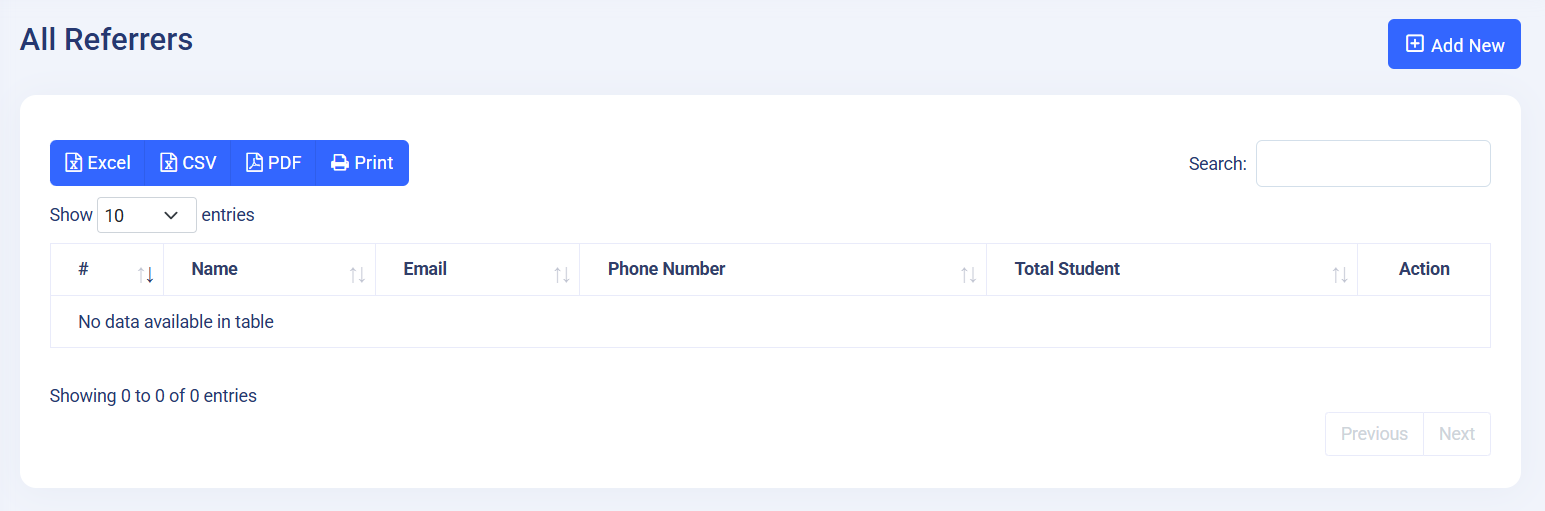 All Referrers
Add New
Excel CSV PDF Print
Search:
Show 10 entries
# Name Email Phone Number Total Student Action
No data available in table
Showing 0 to 0 of 0 entries
Previous Next